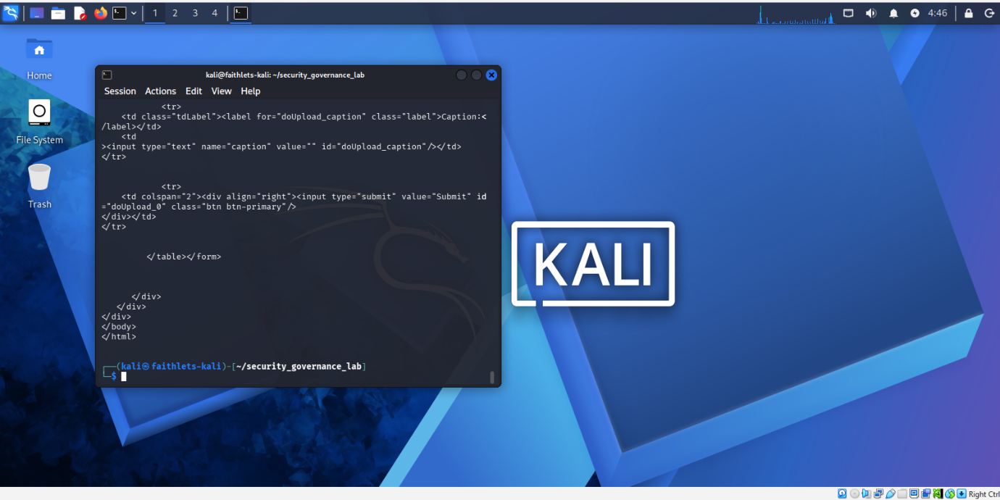 1 2 3 4
4:46
Home
File System
Trash
kali@faithlets-kali: ~/security_governance_lab
Session Actions Edit View Help
<tr>
<td class="tdLabel"><label for="doUpload_caption" class="label">Caption:<
/label></td>
<td
><input type="text" name="caption" value="" id="doUpload_caption"/></td>
</tr>
<tr>
<td colspan="2"><div align="right"><input type="submit" value="Submit" id
="doUpload_0" class="btn btn-primary"/>
</div></td>
</tr>
</table></form>
</div>
</div>
</div>
</body>
</html>
┌──(kali㉿faithlets-kali)-[~/security_governance_lab]
└─$
KALI
Right Ctrl